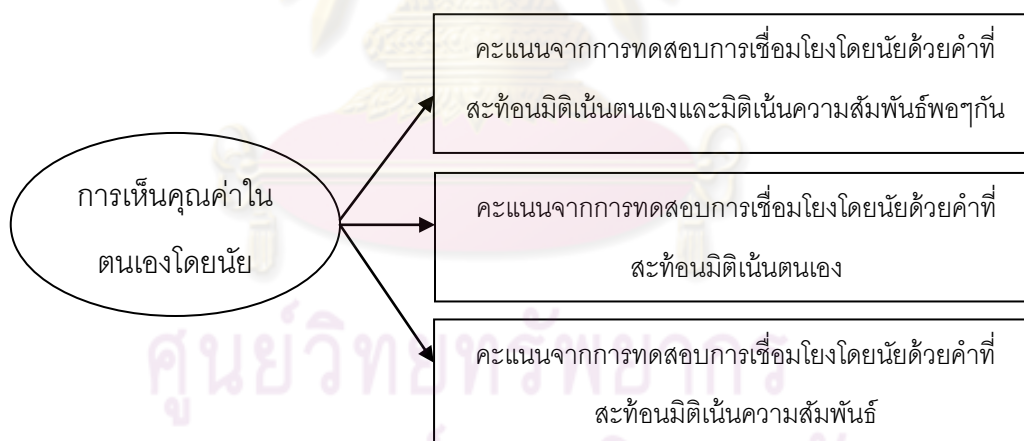 คะแนนจากการทดสอบการเชื่อมโยงโดยนัยด้วยคำที่
สะท้อนมิติเน้นตนเองและมิติเน้นความสัมพันธ์พอๆกัน
การเห็นคุณค่าใน
ตนเองโดยนัย
คะแนนจากการทดสอบการเชื่อมโยงโดยนัยด้วยคำที่
สะท้อนมิติเน้นตนเอง
คะแนนจากการทดสอบการเชื่อมโยงโดยนัยด้วยคำที่
สะท้อนมิติเน้นความสัมพันธ์
ศูนย์วิทยทรัพยากร